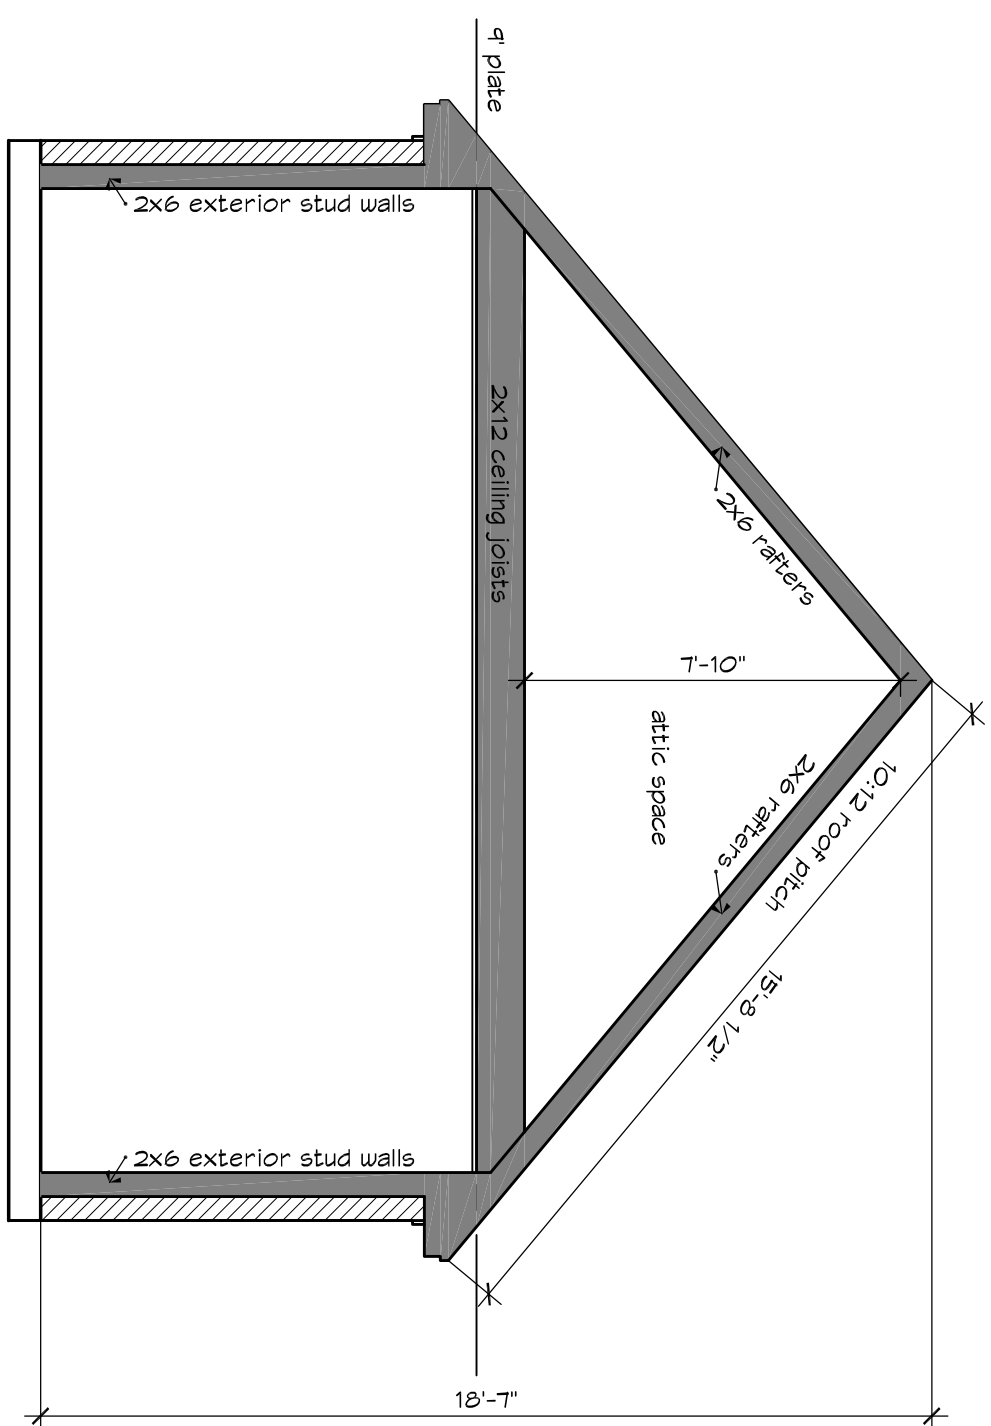 9' plate
2x6 exterior stud walls
2x12 ceiling joists
2x6 rafters
7'-10"
attic space
2x6 rafters
10:12 roof pitch
15'-8 1/2"
2x6 exterior stud walls
18'-7"